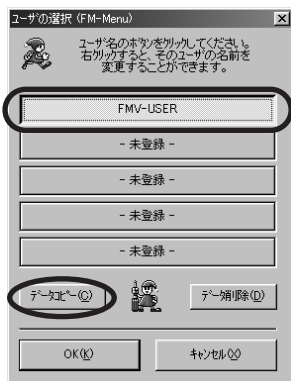 ユーザの選択 (FM-Menu)
ユーザ名のボタンをクリックしてください。
右クリックすると、そのユーザの名前を
変更することができます。
FMV-USER
- 未登録 -
- 未登録 -
- 未登録 -
- 未登録 -
データコピー(C) データ削除(D)
OK(K) キャンセル(X)